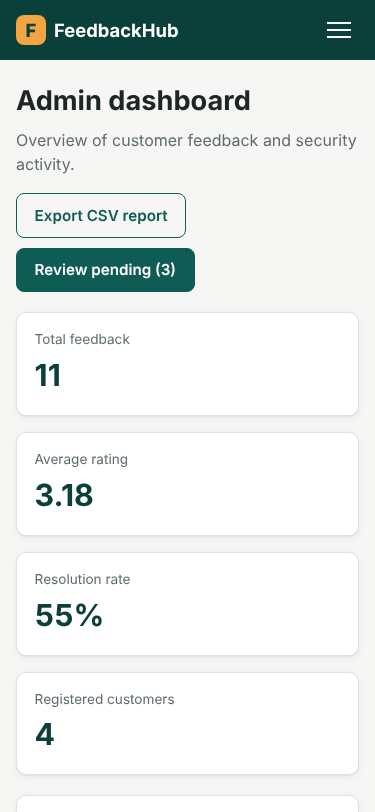 F FeedbackHub
Admin dashboard
Overview of customer feedback and security
activity.
Export CSV report
Review pending (3)
Total feedback
11
Average rating
3.18
Resolution rate
55%
Registered customers
4